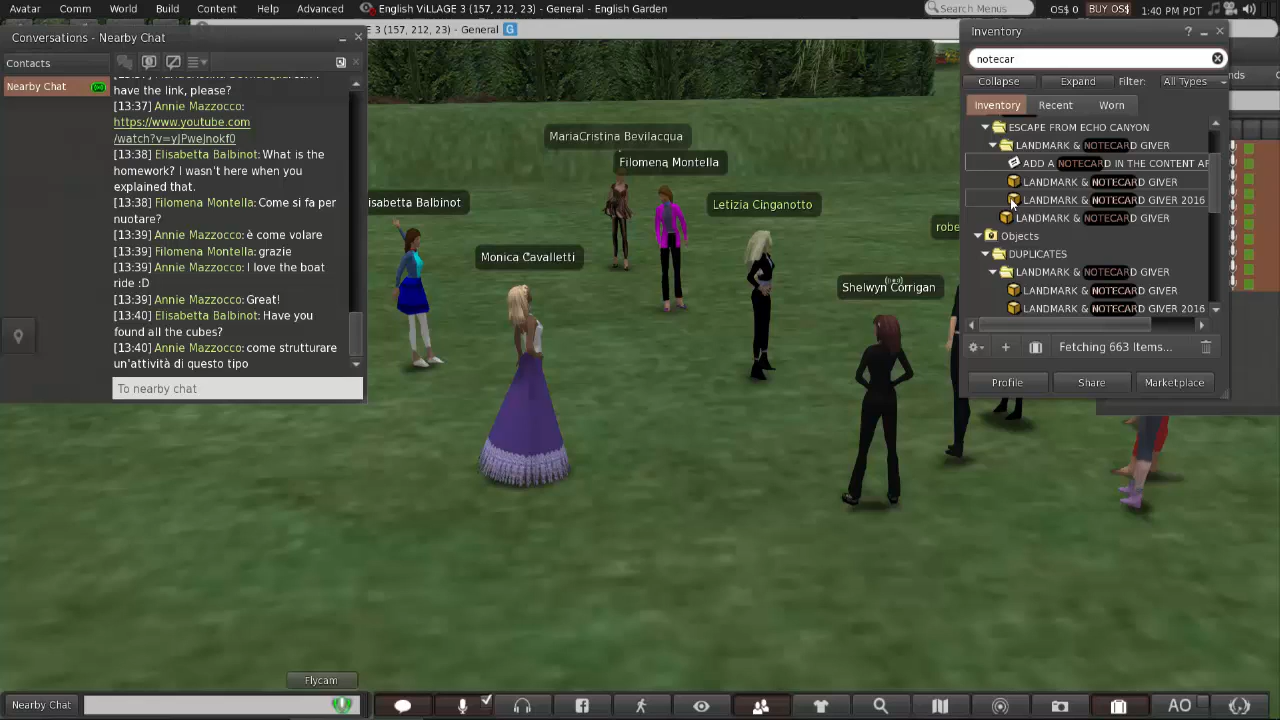 Avatar Comm World Build Content Help Advanced English VILLAGE 3 (157, 212, 23) - English Garden Search Menus OS$ 0 BUY OS$ 1:40 PM PDT
3 (157, 212, 23) - General G
Conversations - Nearby Chat
Contacts
Nearby Chat
have the link, please?
[13:37] Annie Mazzocco:
https://www.youtube.com
/watch?v=yJPweJnokf0
[13:38] Elisabetta Balbinot: What is the
homework? I wasn't here when you
explained that.
[13:38] Filomena Montella: Come si fa per
nuotare?
[13:39] Annie Mazzocco: è come volare
[13:39] Filomena Montella: grazie
[13:39] Annie Mazzocco: I love the boat
ride :D
[13:39] Annie Mazzocco: Great!
[13:40] Elisabetta Balbinot: Have you
found all the cubes?
[13:40] Annie Mazzocco: come strutturare
un'attività di questo tipo
To nearby chat
MariaCristina Bevilacqua
Filomena Montella
isabetta Balbinot
Letizia Cinganotto
robe
Monica Cavalletti
Shelwyn Corrigan
Inventory
notecar
Collapse Expand Filter: All Types
nds
Inventory Recent Worn
ESCAPE FROM ECHO CANYON
LANDMARK & NOTECARD GIVER
ADD A NOTECARD IN THE CONTENT AF
LANDMARK & NOTECARD GIVER
LANDMARK & NOTECARD GIVER 2016
LANDMARK & NOTECARD GIVER
Objects
DUPLICATES
LANDMARK & NOTECARD GIVER
LANDMARK & NOTECARD GIVER
LANDMARK & NOTECARD GIVER 2016
Fetching 663 Items...
Profile Share Marketplace
Flycam
Nearby Chat
AO